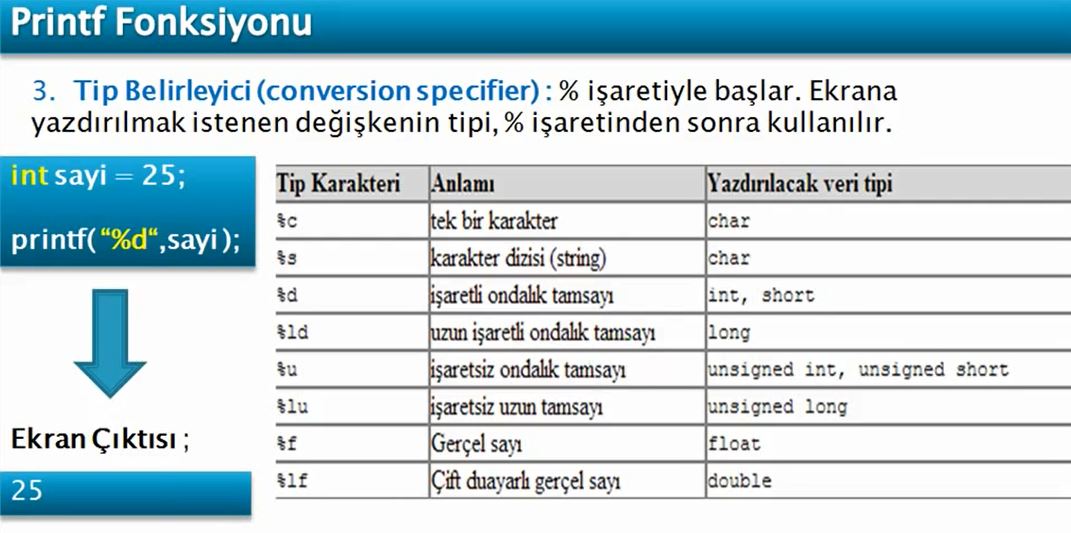 Printf Fonksiyonu
3. Tip Belirleyici (conversion specifier) : % işaretiyle başlar. Ekrana
yazdırılmak istenen değişkenin tipi, % işaretinden sonra kullanılır.
int sayi = 25;
printf( “%d“,sayi );
Ekran Çıktısı ;
25
Tip Karakteri Anlamı Yazdırılacak veri tipi
%c tek bir karakter char
%s karakter dizisi (string) char
%d işaretli ondalık tamsayı int, short
%ld uzun işaretli ondalık tamsayı long
%u işaretsiz ondalık tamsayı unsigned int, unsigned short
%lu işaretsiz uzun tamsayı unsigned long
%f Gerçel sayı float
%lf Çift duayarlı gerçel sayı double